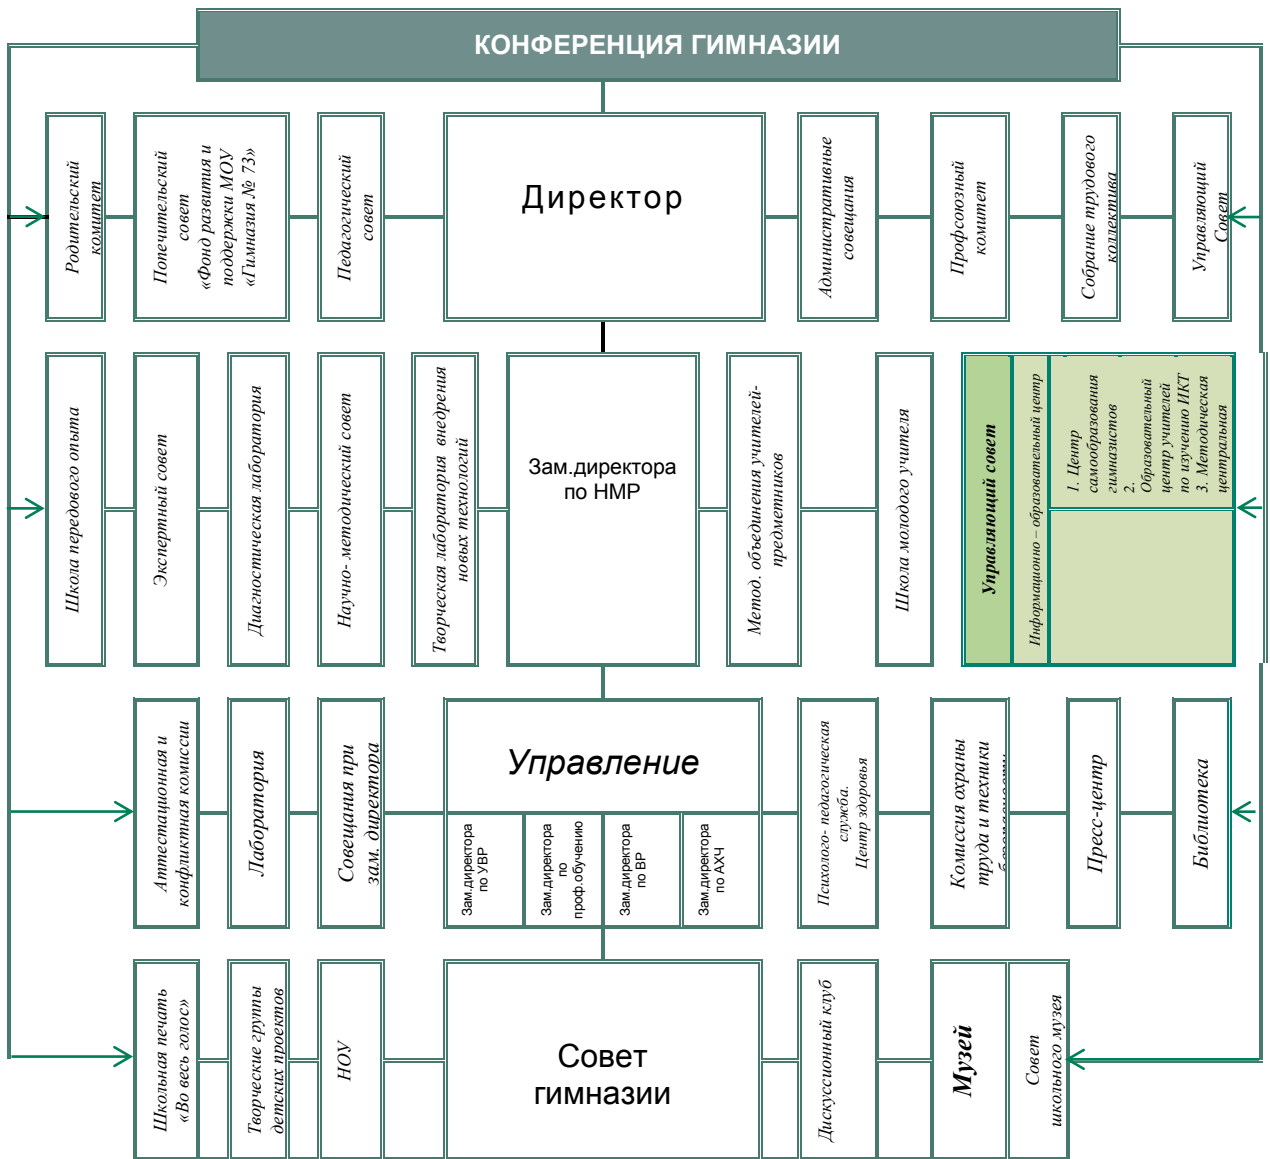 КОНФЕРЕНЦИЯ ГИМНАЗИИ
Родительский
комитет
Попечительский
совет
«Фонд развития и
поддержки МОУ
«Гимназия № 73»
Педагогический
совет
Директор
Административные
совещания
Профсоюзный
комитет
Собрание трудового
коллектива
Управляющий
Совет
Школа передового опыта
Экспертный совет
Диагностическая лаборатория
Научно- методический совет
Творческая лаборатория внедрения
новых технологий
Зам.директора
по НМР
Метод. объединения учителей-
предметников
Школа молодого учителя
Управляющий совет
Информационно – образовательный центр
1. Центр
самообразования
гимназистов
2.
Образовательный
центр учителей
по изучению ИКТ
3. Методическая
центральная
Аттестационная и
конфликтная комиссии
Лаборатория
Совещания при
зам. директора
Управление
Зам.директора
по УВР
Зам.директора
по
проф.обучению
Зам.директора
по ВР
Зам.директора
по АХЧ
Психолого- педагогическая
служба.
Центр здоровья
Комиссия охраны
труда и техники
безопасности
Пресс-центр
Библиотека
Школьная печать
«Во весь голос»
Творческие группы
детских проектов
НОУ
Совет
гимназии
Дискуссионный клуб
Музей
Совет
школьного музея